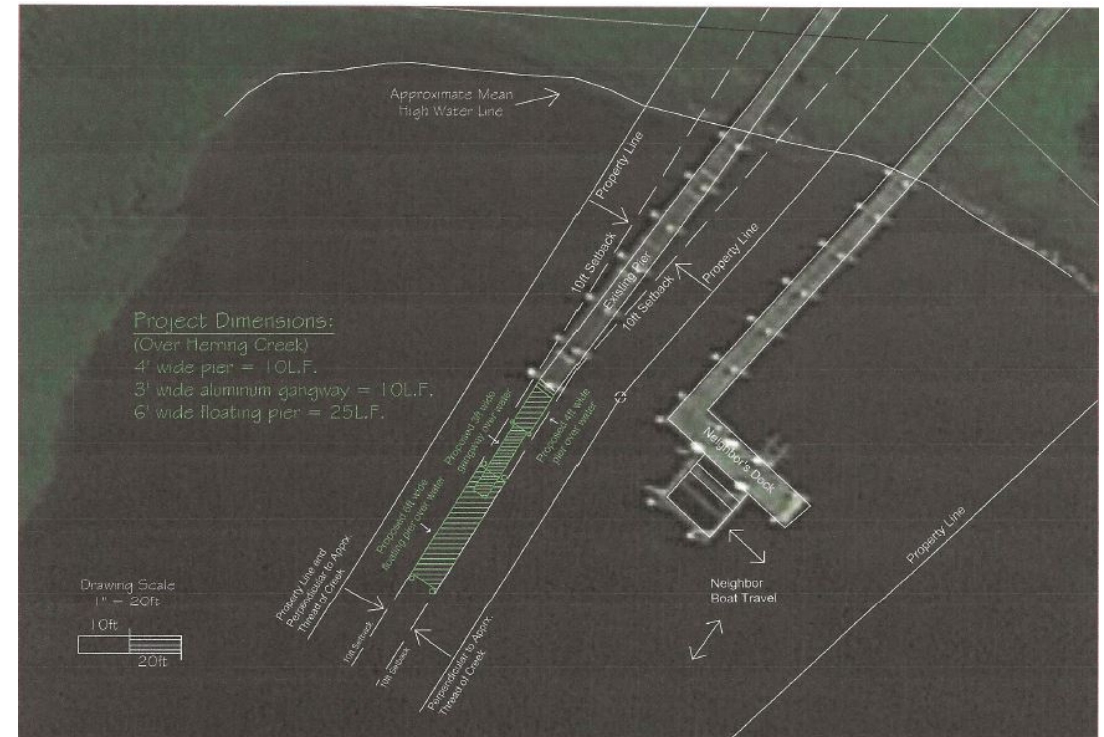 Approximate Mean
High Water Line
Property Line
10ft Setback
Existing Pier
10ft Setback
Property Line
Project Dimensions:
(Over Herring Creek)
4' wide pier = 10L.F.
3' wide aluminum gangway = 10L.F.
6' wide floating pier = 25L.F.
Proposed 3ft wide
gangway over water
Proposed 4ft wide
pier over water
Proposed 6ft wide
floating pier over water
Neighbor's Dock
Property Line
Neighbor
Boat Travel
Property Line and
Perpendicular to Apprx.
Thread of Creek
10ft Setback
10ft Setback
Perpendicular to Apprx.
Thread of Creek
Drawing Scale
1" = 20ft
10ft
20ft